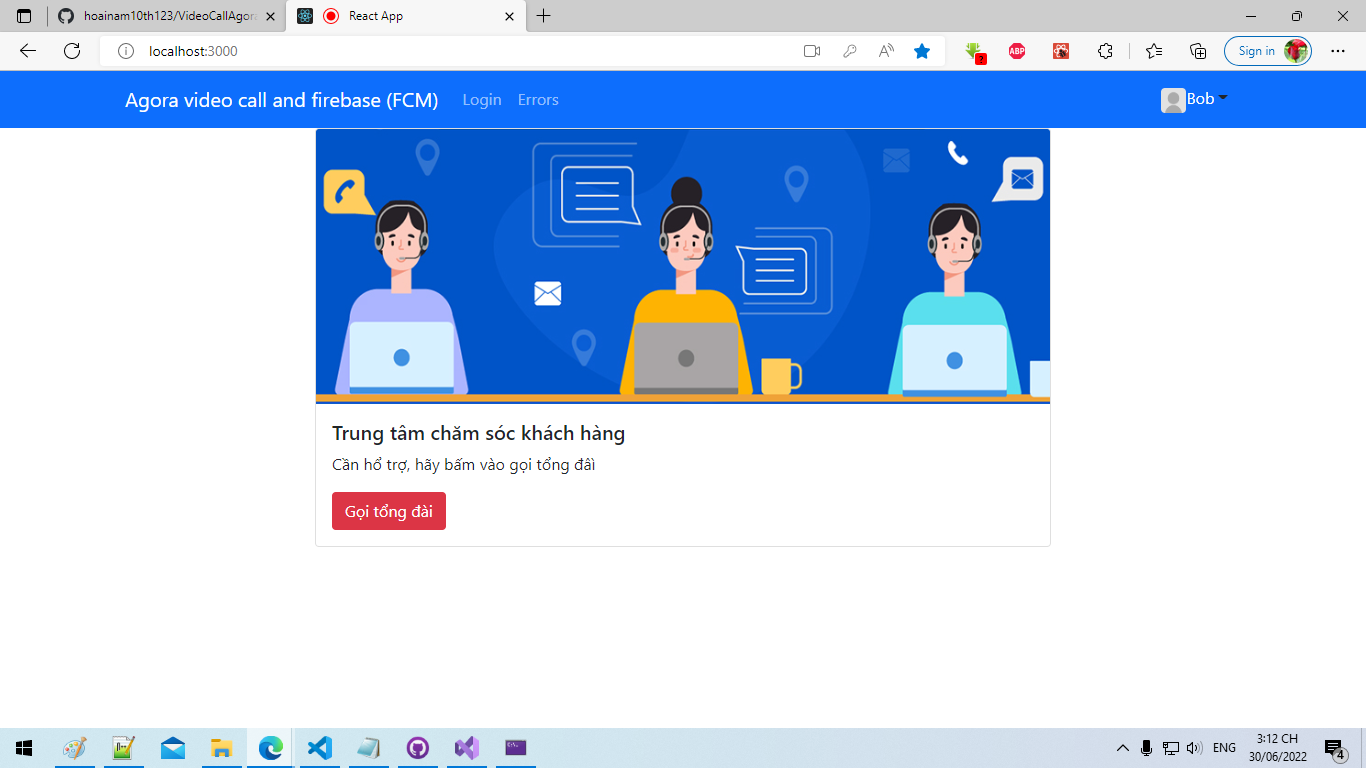 hoainam10th123/VideoCallAgora
React App
localhost:3000
Sign in
Agora video call and firebase (FCM)
Login
Errors
Bob
Trung tâm chăm sóc khách hàng
Cần hổ trợ, hãy bấm vào gọi tổng đâì
Gọi tổng đài
ENG
3:12 CH
30/06/2022
4